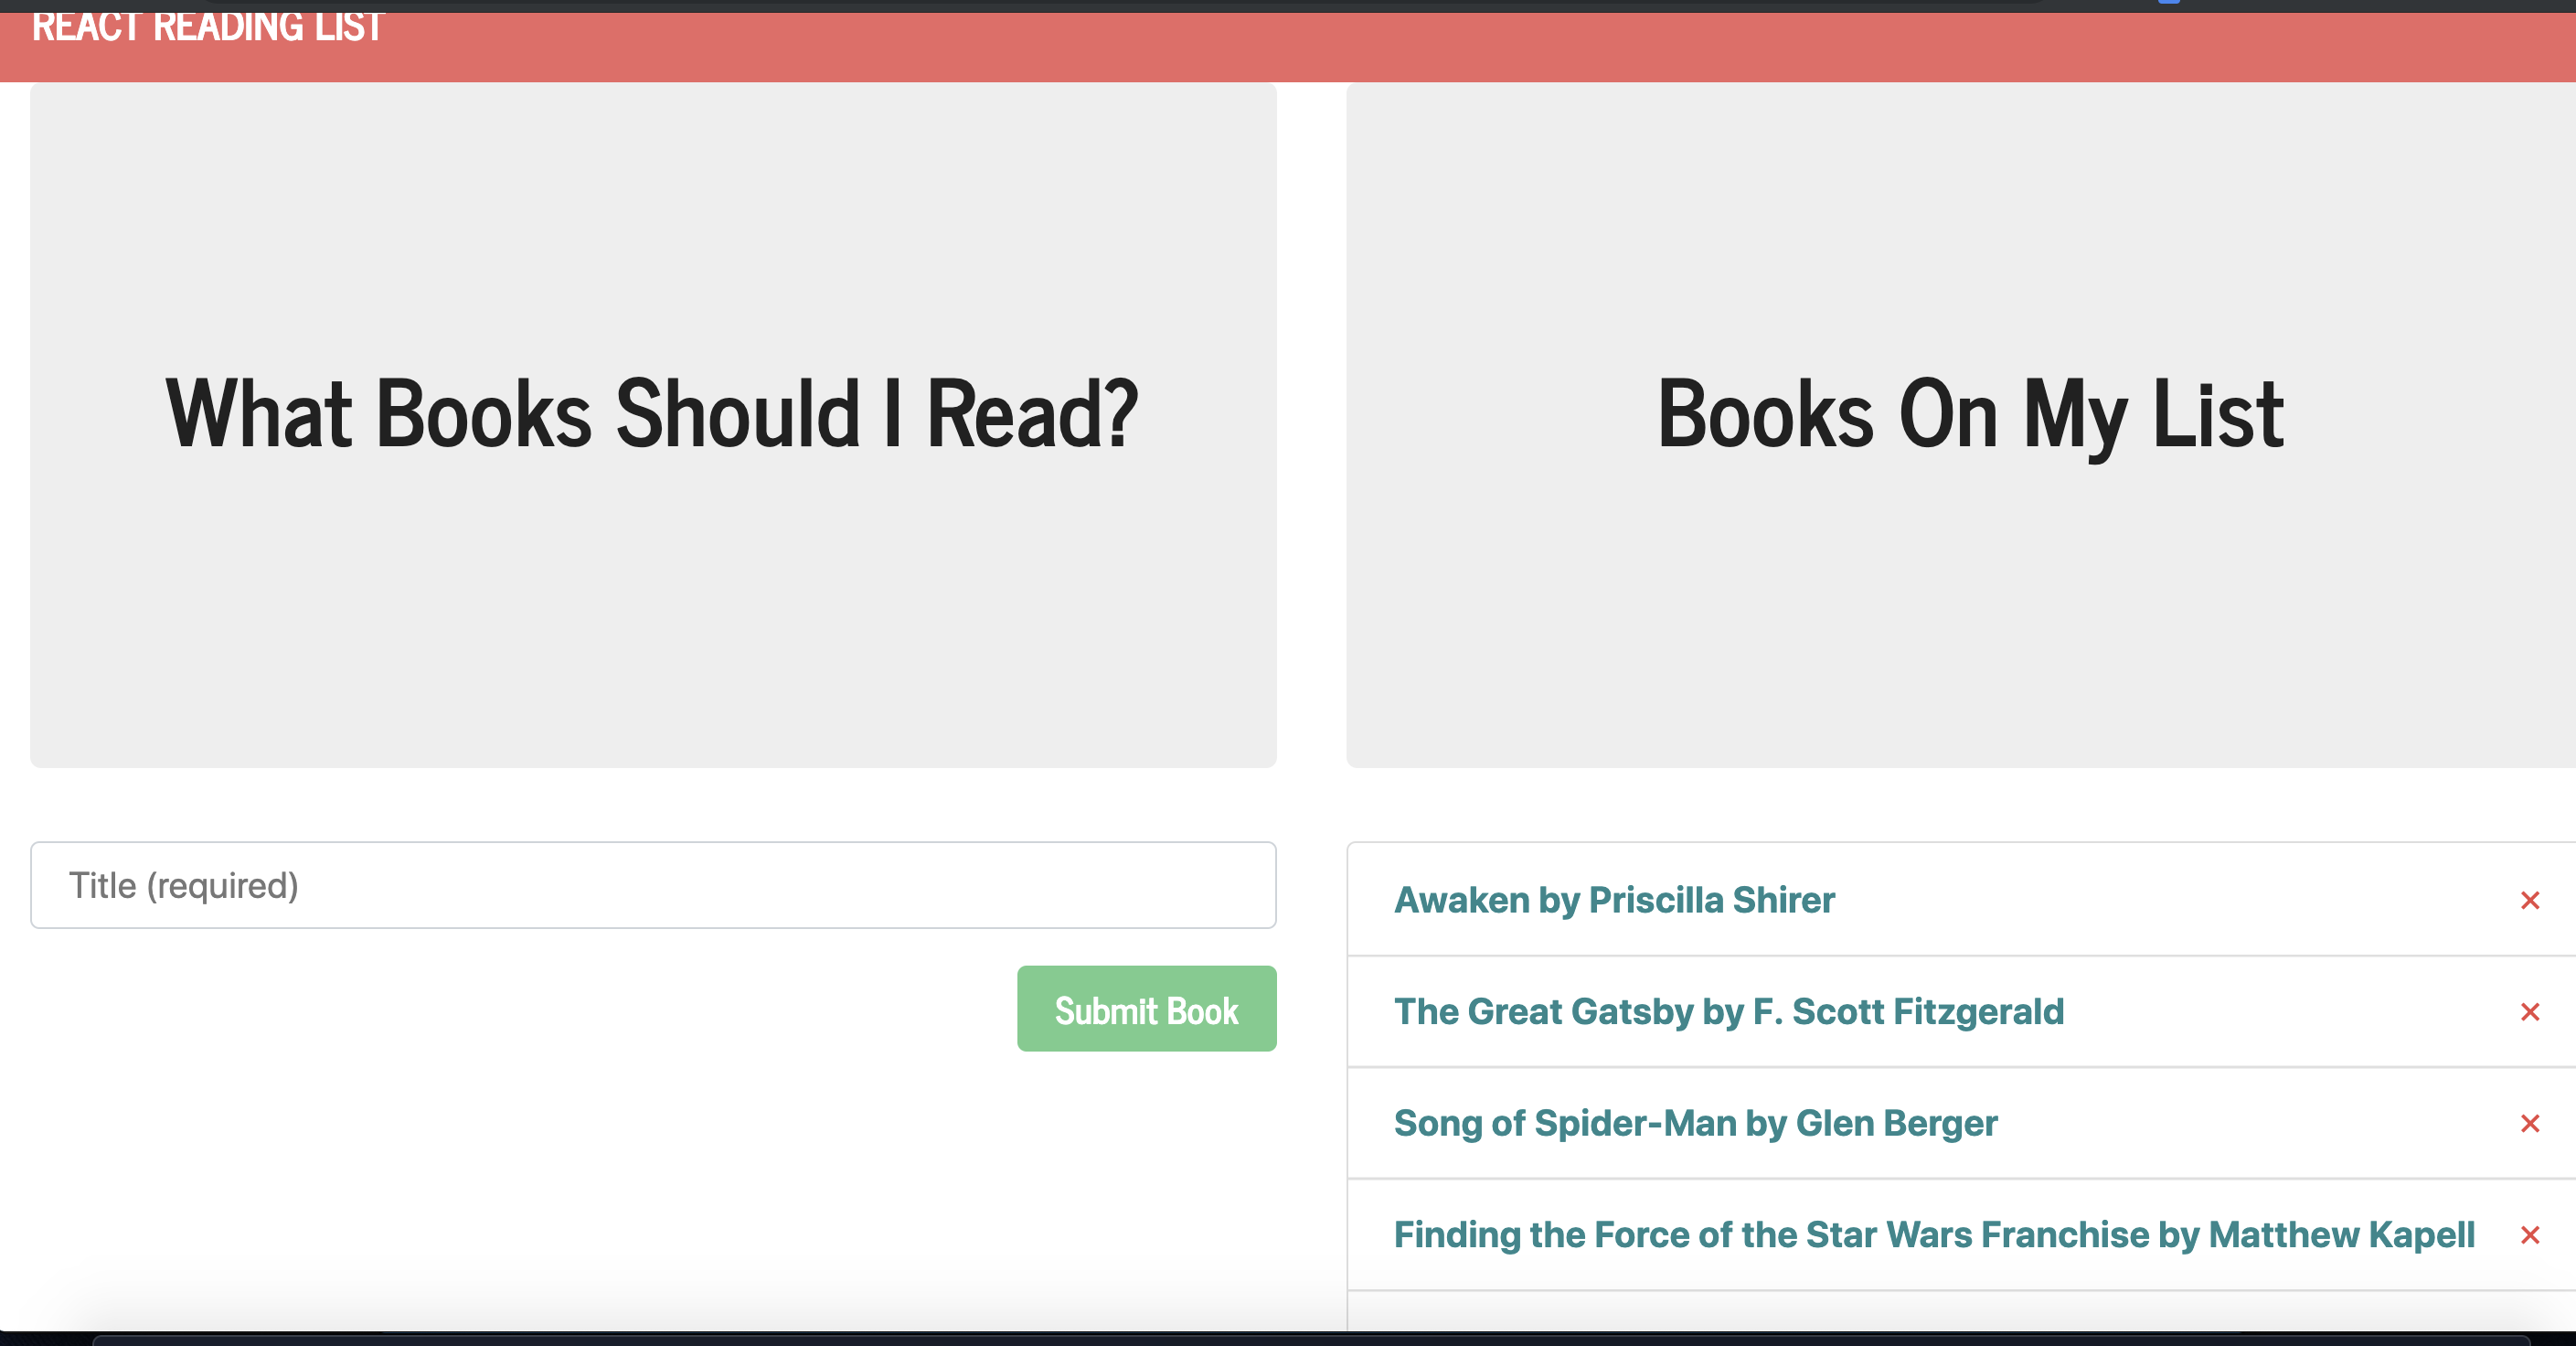 REACT READING LIST
What Books Should I Read?
Books On My List
Title (required)
Submit Book
Awaken by Priscilla Shirer
×
The Great Gatsby by F. Scott Fitzgerald
×
Song of Spider-Man by Glen Berger
×
Finding the Force of the Star Wars Franchise by Matthew Kapell
×